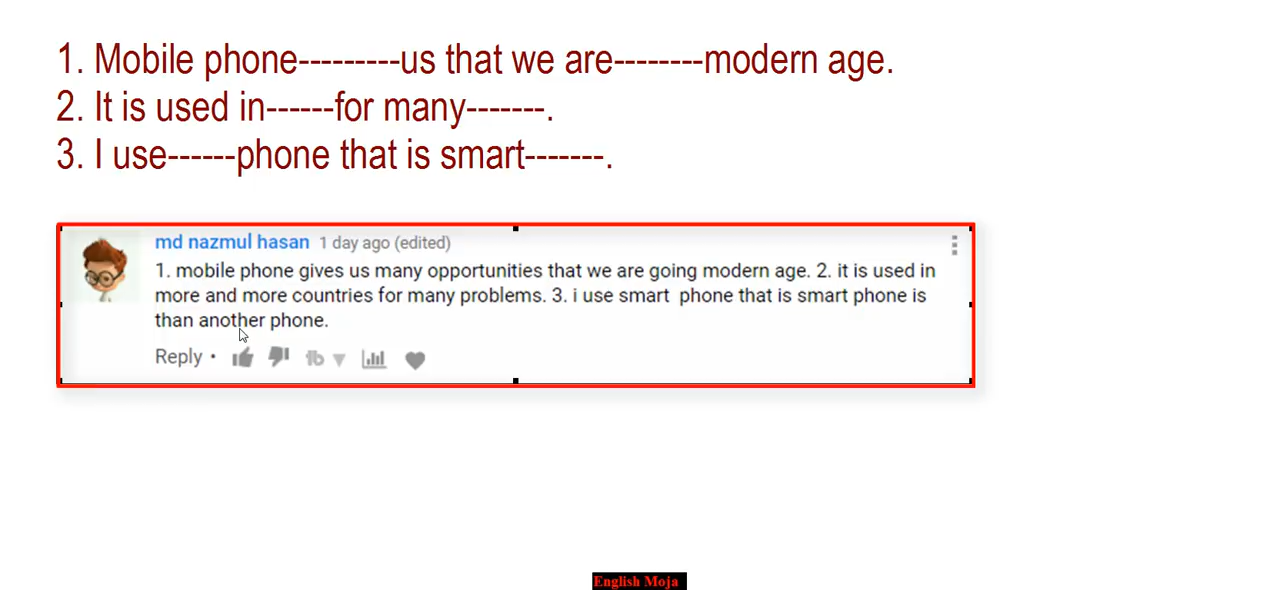 1. Mobile phone---------us that we are--------modern age.
2. It is used in------for many-------.
3. I use------phone that is smart-------.
md nazmul hasan 1 day ago (edited)
1. mobile phone gives us many opportunities that we are going modern age. 2. it is used in
more and more countries for many problems. 3. i use smart phone that is smart phone is
than another phone.
Reply •
English Moja